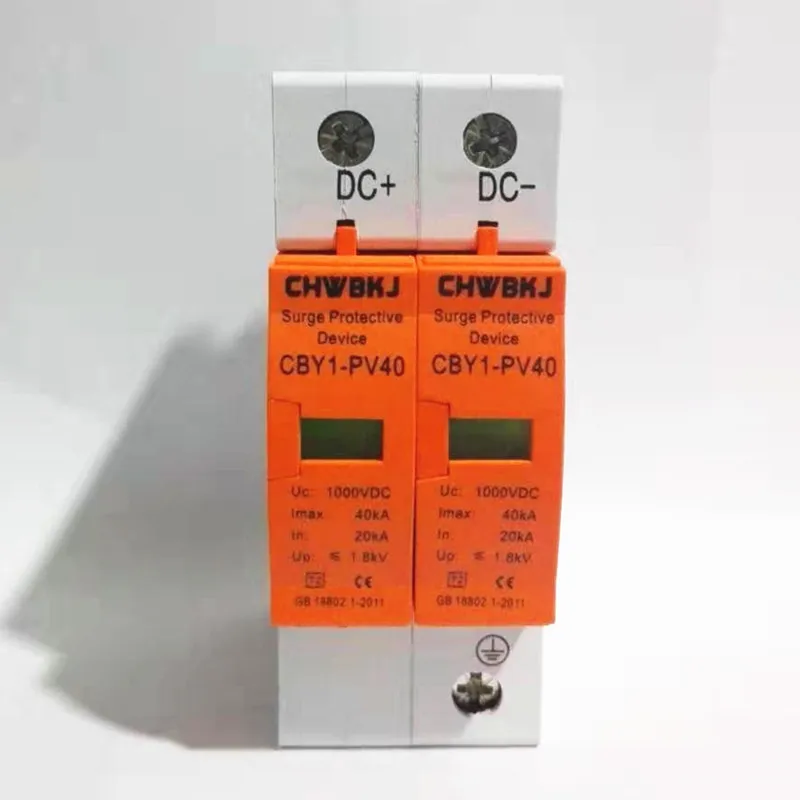 DC+
DC-
CHWBKJ
Surge Protective
Device
CBY1-PV40
Uc: 1000VDC
Imax: 40kA
In: 20kA
Up: ≤ 1.8kV
T2 CE
GB 18802.1-2011
CHWBKJ
Surge Protective
Device
CBY1-PV40
Uc: 1000VDC
Imax: 40kA
In: 20kA
Up: ≤ 1.8kV
T2 CE
GB 18802.1-2011